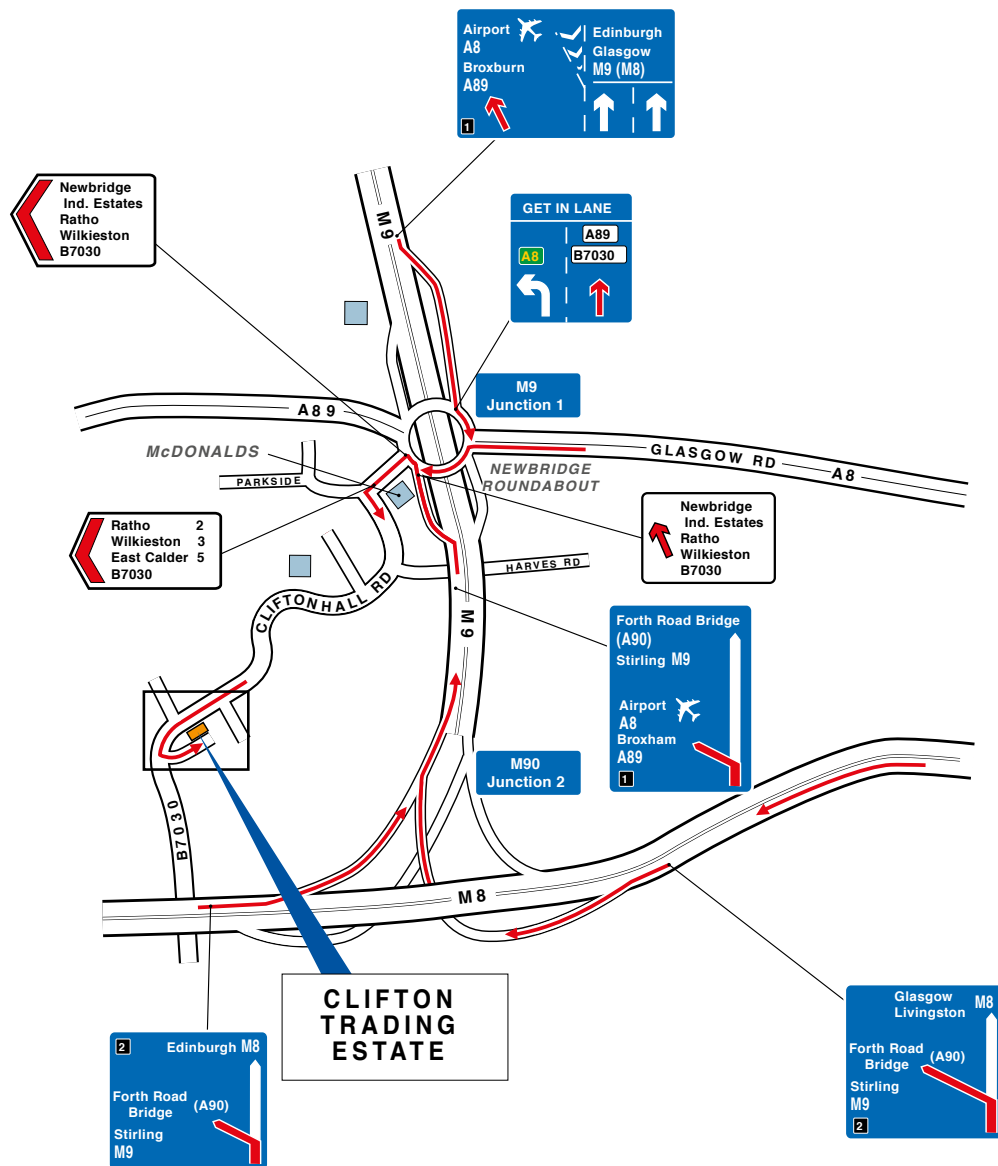 Airport
A8
Broxburn
A89
1
Edinburgh
Glasgow
M9 (M8)
Newbridge
Ind. Estates
Ratho
Wilkieston
B7030
M9
GET IN LANE
A8
A89
B7030
M9
Junction 1
A89
McDONALDS
GLASGOW RD
A8
NEWBRIDGE
ROUNDABOUT
PARKSIDE
Ratho 2
Wilkieston 3
East Calder 5
B7030
Newbridge
Ind. Estates
Ratho
Wilkieston
B7030
HARVES RD
CLIFTONHALL RD
M9
Forth Road Bridge
(A90)
Stirling M9
Airport
A8
Broxham
A89
1
M90
Junction 2
B7030
M8
CLIFTON
TRADING
ESTATE
2
Edinburgh M8
Forth Road
Bridge (A90)
Stirling
M9
Glasgow M8
Livingston
Forth Road
Bridge (A90)
Stirling
M9
2